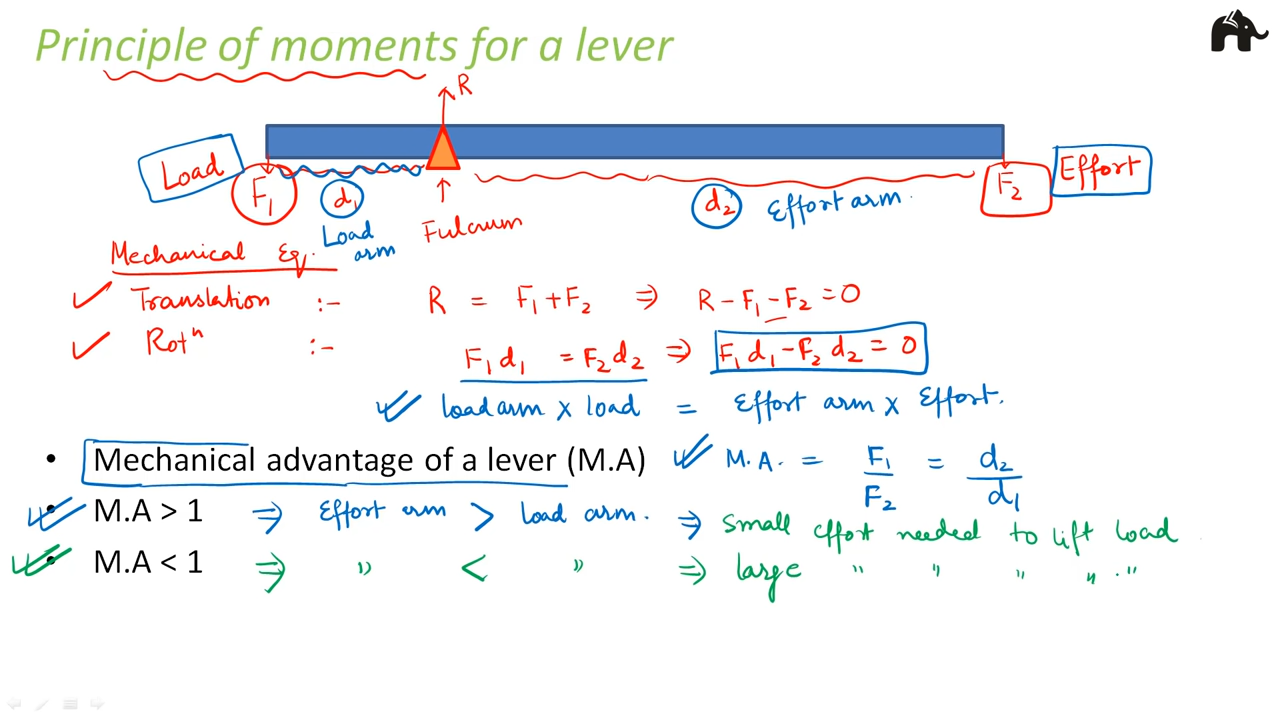 Principle of moments for a lever
R
Load
F₁
d₁
Load arm
Fulcrum
d₂
Effort arm.
F₂
Effort
Mechanical Eq.
Translation :- R = F₁ + F₂ ⇒ R - F₁ - F₂ = 0
Rotⁿ :- F₁ d₁ = F₂ d₂ ⇒ F₁ d₁ - F₂ d₂ = 0
Load arm x load = Effort arm x Effort.
• Mechanical advantage of a lever (M.A) M.A. = F₁/F₂ = d₂/d₁
• M.A > 1 ⇒ Effort arm > load arm. ⇒ Small effort needed to lift load
• M.A < 1 ⇒ " < " ⇒ large " " " " "